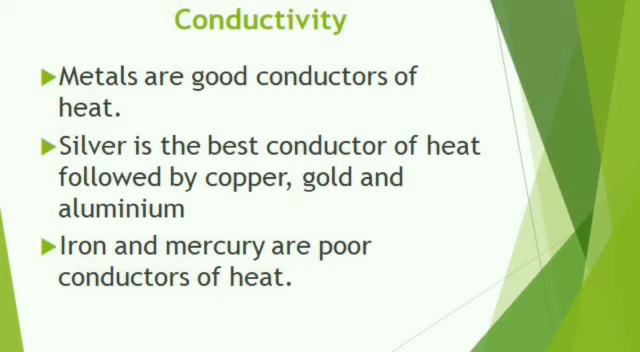 Conductivity
Metals are good conductors of
heat.
Silver is the best conductor of heat
followed by copper, gold and
aluminium
Iron and mercury are poor
conductors of heat.